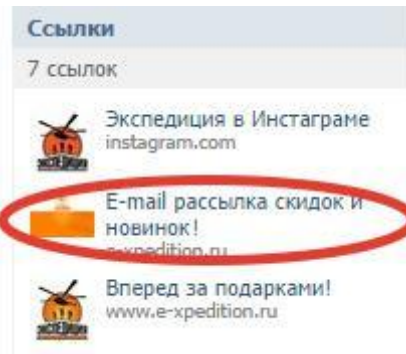 Ссылки
7 ссылок
Экспедиция в Инстаграме
instagram.com
E-mail рассылка скидок и
новинок!
e-xpedition.ru
Вперед за подарками!
www.e-xpedition.ru